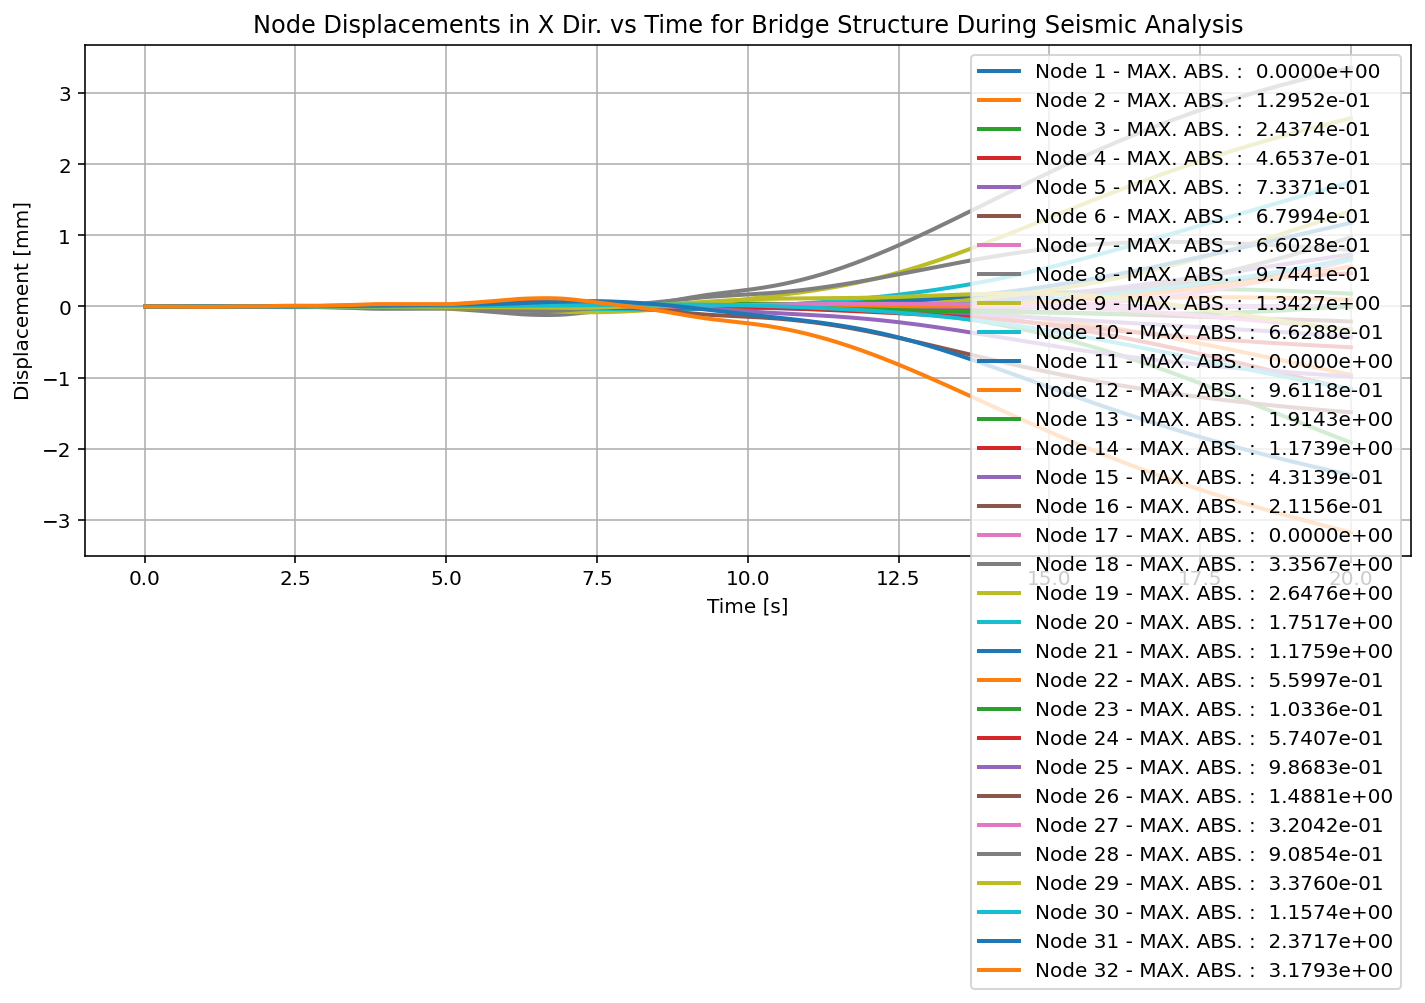 Node Displacements in X Dir. vs Time for Bridge Structure During Seismic Analysis
Displacement [mm]
3
2
1
0
−1
−2
−3
0.0
2.5
5.0
7.5
10.0
12.5
15.0
17.5
20.0
Time [s]
Node 1 - MAX. ABS. : 0.0000e+00
Node 2 - MAX. ABS. : 1.2952e-01
Node 3 - MAX. ABS. : 2.4374e-01
Node 4 - MAX. ABS. : 4.6537e-01
Node 5 - MAX. ABS. : 7.3371e-01
Node 6 - MAX. ABS. : 6.7994e-01
Node 7 - MAX. ABS. : 6.6028e-01
Node 8 - MAX. ABS. : 9.7441e-01
Node 9 - MAX. ABS. : 1.3427e+00
Node 10 - MAX. ABS. : 6.6288e-01
Node 11 - MAX. ABS. : 0.0000e+00
Node 12 - MAX. ABS. : 9.6118e-01
Node 13 - MAX. ABS. : 1.9143e+00
Node 14 - MAX. ABS. : 1.1739e+00
Node 15 - MAX. ABS. : 4.3139e-01
Node 16 - MAX. ABS. : 2.1156e-01
Node 17 - MAX. ABS. : 0.0000e+00
Node 18 - MAX. ABS. : 3.3567e+00
Node 19 - MAX. ABS. : 2.6476e+00
Node 20 - MAX. ABS. : 1.7517e+00
Node 21 - MAX. ABS. : 1.1759e+00
Node 22 - MAX. ABS. : 5.5997e-01
Node 23 - MAX. ABS. : 1.0336e-01
Node 24 - MAX. ABS. : 5.7407e-01
Node 25 - MAX. ABS. : 9.8683e-01
Node 26 - MAX. ABS. : 1.4881e+00
Node 27 - MAX. ABS. : 3.2042e-01
Node 28 - MAX. ABS. : 9.0854e-01
Node 29 - MAX. ABS. : 3.3760e-01
Node 30 - MAX. ABS. : 1.1574e+00
Node 31 - MAX. ABS. : 2.3717e+00
Node 32 - MAX. ABS. : 3.1793e+00